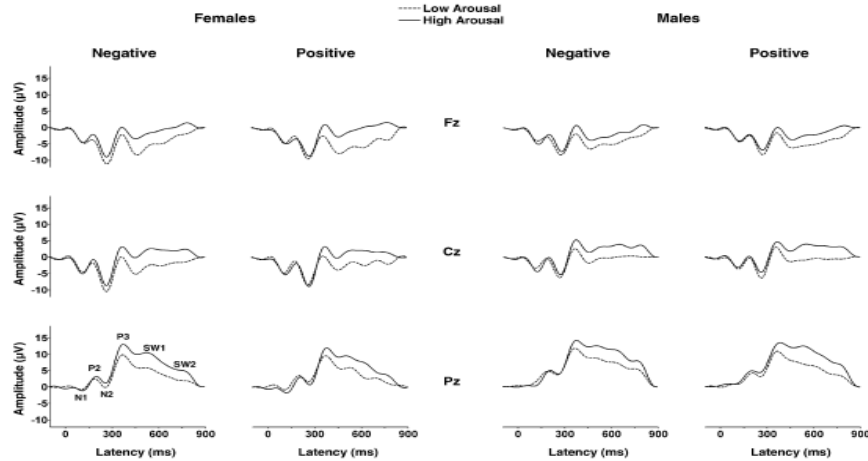 Low Arousal
High Arousal
Females Males
Negative Positive Negative Positive
Amplitude (μV) 15 10 5 0 -5 -10 Fz
Amplitude (μV) 15 10 5 0 -5 -10 Cz
Amplitude (μV) 15 10 5 0 -5 -10 N1 P2 N2 P3 SW1 SW2 Pz
0 300 600 900 0 300 600 900 0 300 600 900 0 300 600 900
Latency (ms) Latency (ms) Latency (ms) Latency (ms)